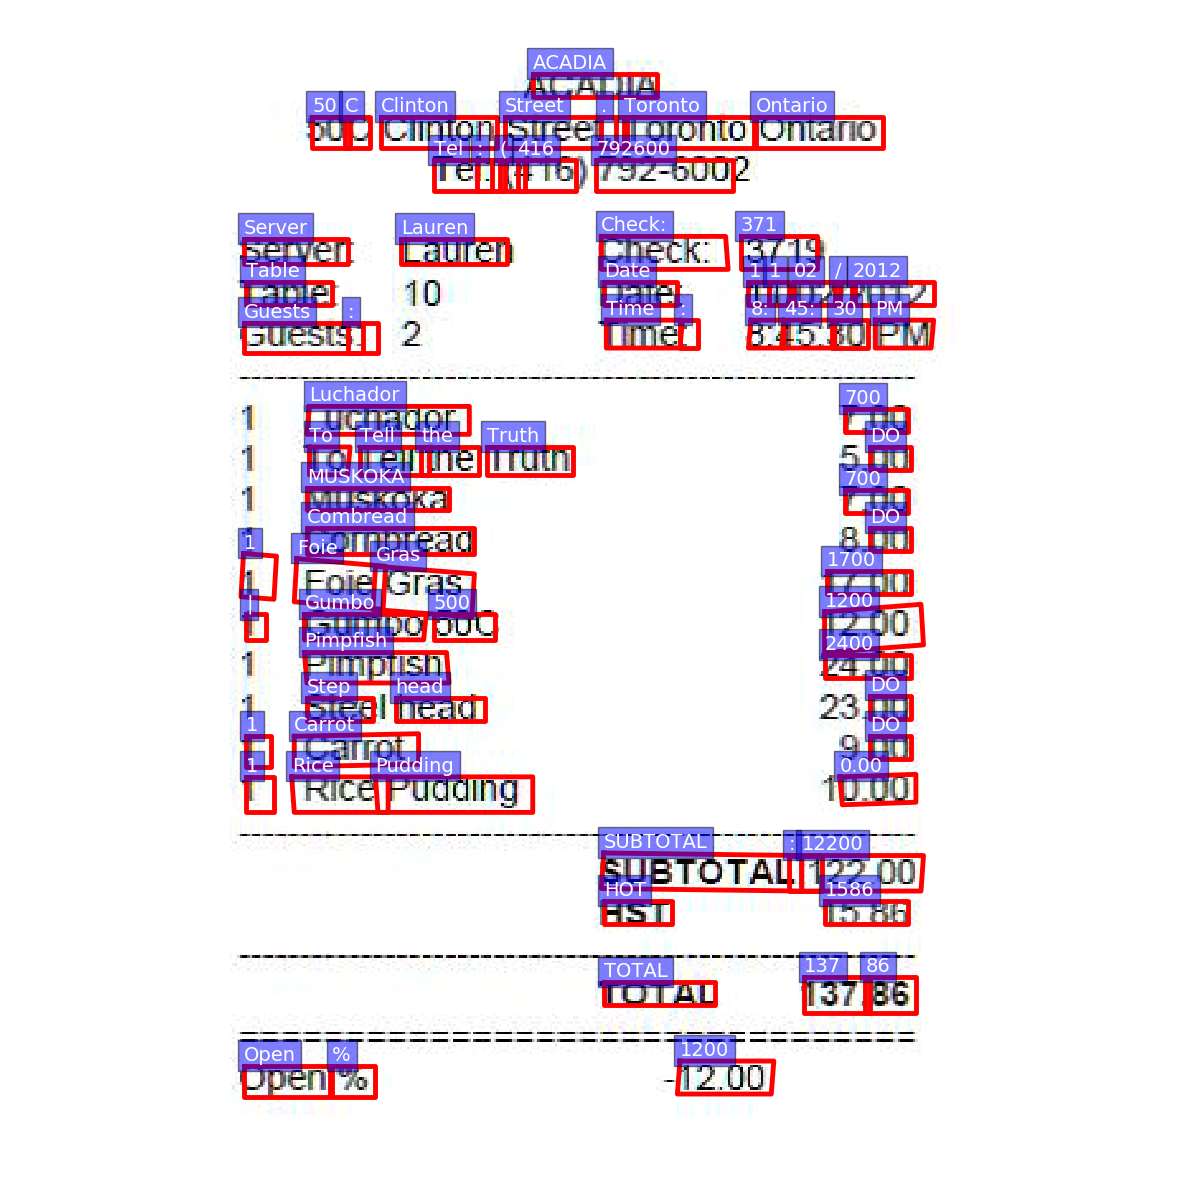 ACADIA
ACADIA
50 C Clinton Street . Toronto Ontario
50C Clinton Street, Toronto Ontario
Tel : ( 416 792600
Tel: (416) 792-6002
Server Lauren Check: 371
Server: Lauren Check: 3719
Table Date 1 1 02 / 2012
Table: 10 Date: 11/02/2012
Guests : Time : 8: 45: 30 PM
Guests: 2 Time: 8:45:30 PM
Luchador 700
1 Luchador 7.00
To Tell the Truth DO
1 To Tell the Truth 5.00
MUSKOKA 700
1 Muskoka 7.00
Combread DO
1 Cornbread 8.00
1 Foie Gras 1700
1 Foie Gras 17.00
| Gumbo 500 1200
1 Gumbo 50C 12.00
Pimpfish 2400
1 Pimpfish 24.00
Step head DO
1 Steel head 23.00
1 Carrot DO
1 Carrot 9.00
1 Rice Pudding 0.00
1 Rice Pudding 10.00
SUBTOTAL : 12200
SUBTOTAL: 122.00
HOT 1586
HST 15.86
TOTAL 137 86
TOTAL 137.86
Open % 1200
Open % -12.00